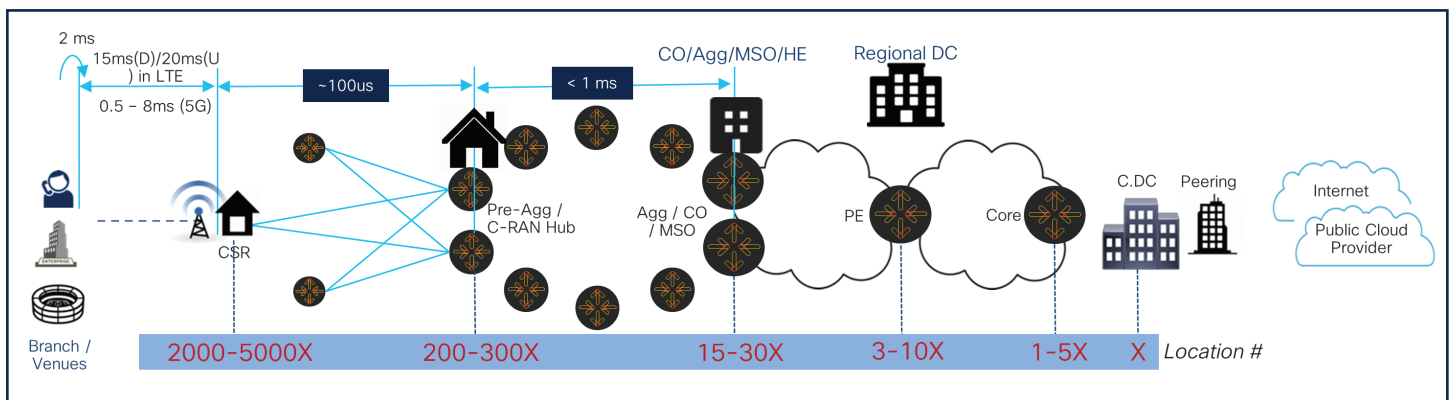 2 ms
15ms(D)/20ms(U
) in LTE
0.5 – 8ms (5G)
~100us
< 1 ms
CO/Agg/MSO/HE
Regional DC
ENTERPRISE
Branch /
Venues
CSR
Pre-Agg /
C-RAN Hub
Agg / CO
/ MSO
PE
Core
C.DC
Peering
Internet
Public Cloud
Provider
2000-5000X
200-300X
15-30X
3-10X
1-5X
X
Location #